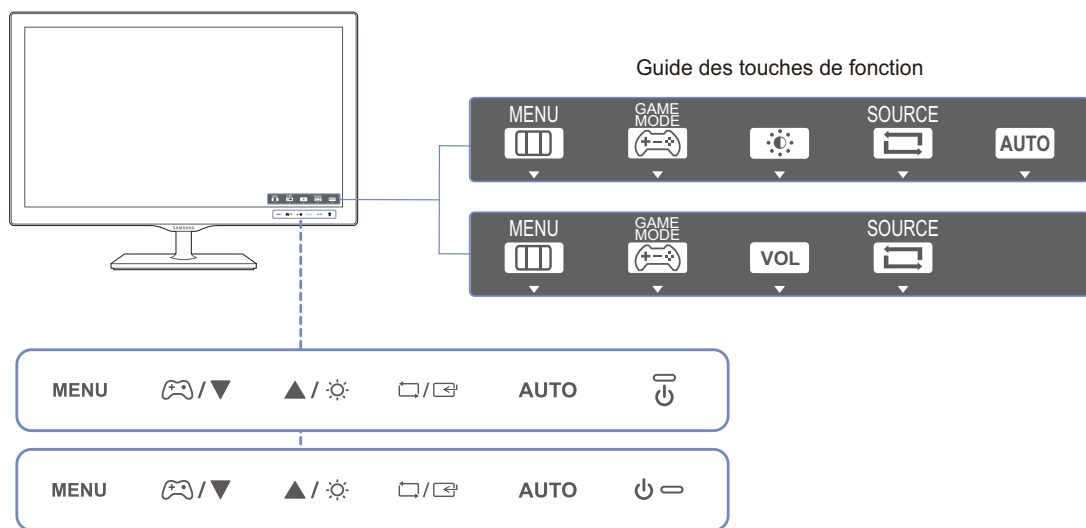 Guide des touches de fonction
MENU
GAME
MODE
SOURCE
AUTO
MENU
GAME
MODE
VOL
SOURCE
SAMSUNG
MENU / / / AUTO
MENU / / / AUTO